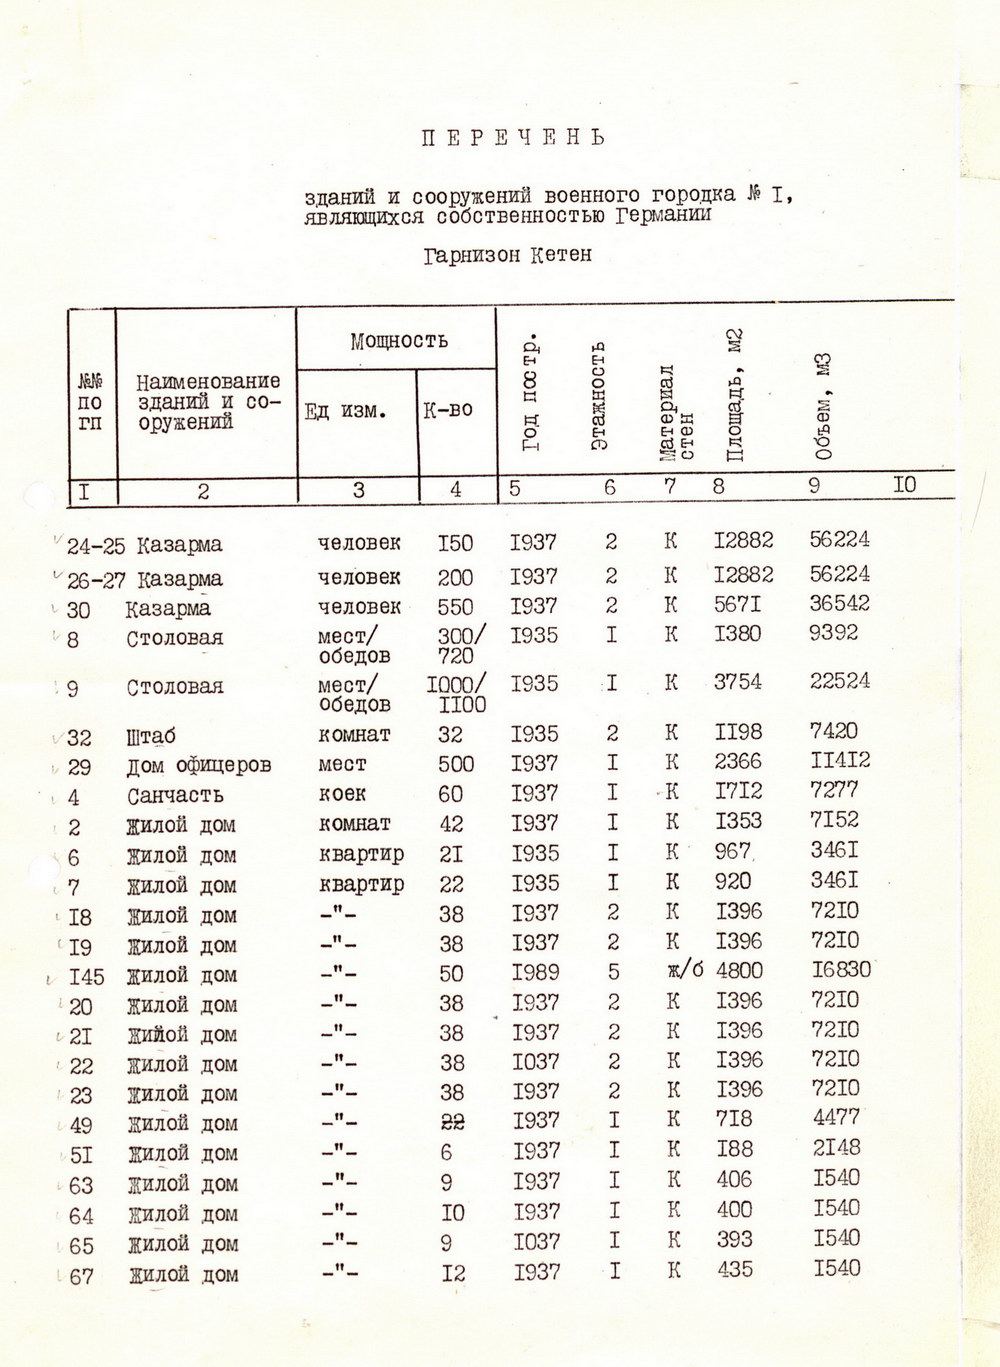 ПЕРЕЧЕНЬ
зданий и сооружений военного городка № I,
являющихся собственностью Германии
Гарнизон Кетен
№№ по гп
Наименование зданий и со-оружений
Мощность
Ед изм.
К-во
Год постр.
Этажность
Материал стен
Площадь, м2
Объем, м3
I 2 3 4 5 6 7 8 9 IO
24-25 Казарма человек I50 I937 2 К I2882 56224
26-27 Казарма человек 200 I937 2 К I2882 56224
30 Казарма человек 550 I937 2 К 567I 36542
8 Столовая мест/ 300/ I935 I К I380 9392
обедов 720
9 Столовая мест/ I000/ I935 I К 3754 22524
обедов II00
32 Штаб комнат 32 I935 2 К II98 7420
29 Дом офицеров мест 500 I937 I К 2366 II4I2
4 Санчасть коек 60 I937 I К I7I2 7277
2 Жилой дом комнат 42 I937 I К I353 7I52
6 Жилой дом квартир 2I I935 I К 967 346I
7 Жилой дом квартир 22 I935 I К 920 346I
I8 Жилой дом -"- 38 I937 2 К I396 72I0
I9 Жилой дом -"- 38 I937 2 К I396 72I0
I45 Жилой дом -"- 50 I989 5 ж/б 4800 I6830
20 Жилой дом -"- 38 I937 2 К I396 72I0
2I Жийой дом -"- 38 I937 2 К I396 72I0
22 Жилой дом -"- 38 I037 2 К I396 72I0
23 Жилой дом -"- 38 I937 2 К I396 72I0
49 Жилой дом -"- 22 I937 I К 7I8 4477
5I Жилой дом -"- 6 I937 I К I88 2I48
63 Жилой дом -"- 9 I937 I К 406 I540
64 Жилой дом -"- I0 I937 I К 400 I540
65 Жилой дом -"- 9 I037 I К 393 I540
67 Жилой дом -"- I2 I937 I К 435 I540